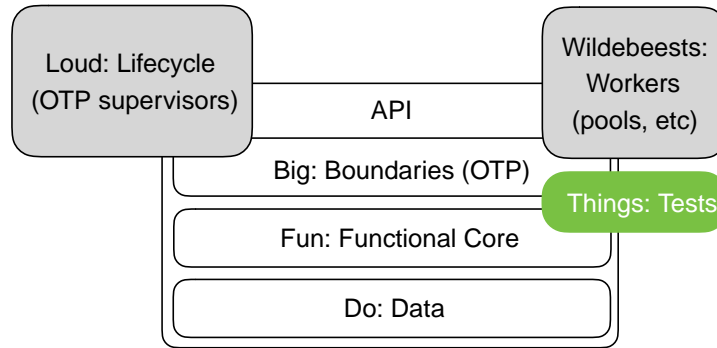 Loud: Lifecycle
(OTP supervisors)
Wildebeests:
Workers
(pools, etc)
API
Big: Boundaries (OTP)
Things: Tests
Fun: Functional Core
Do: Data